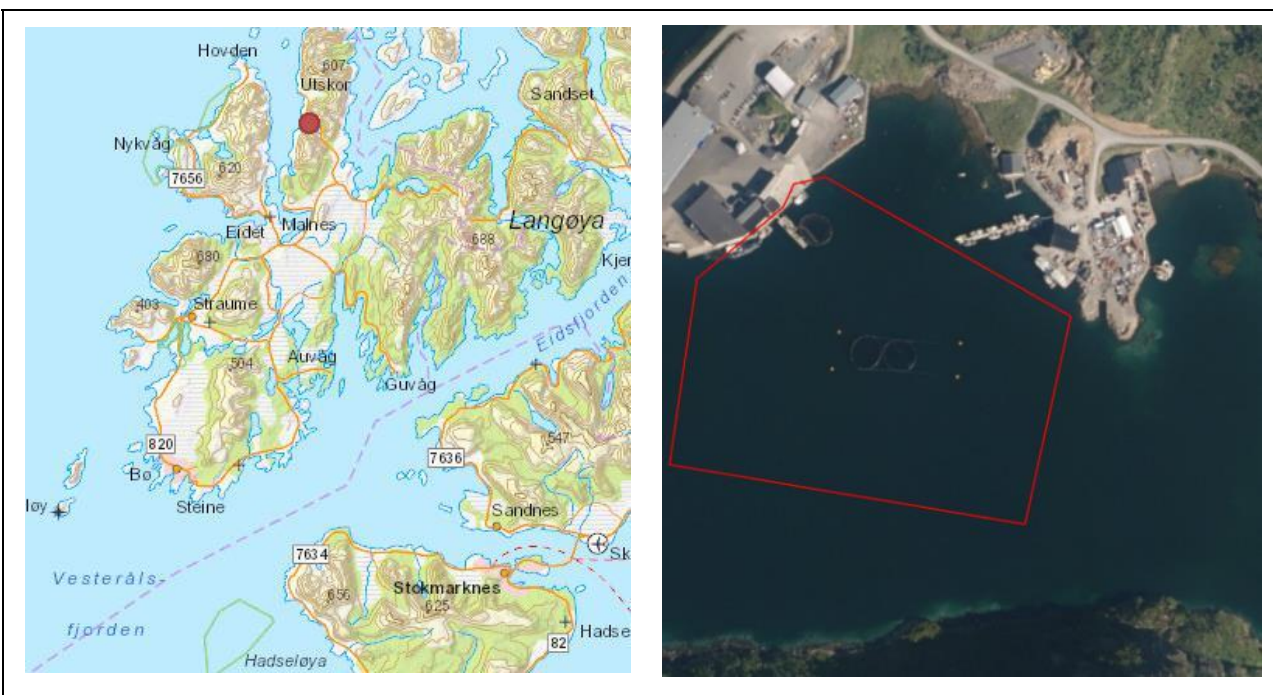 Hovden
607
Utskor
Sandset
Nykvåg
7656
620
Malnes
Eidet
Langøya
688
680
Kjer
403
Straume
Eidsfjorden
504
Auvåg
Guvåg
820
547
7636
Bø
Steine
løy
Sandnes
Sk
7634
Vesteråls-
Stokmarknes
656
625
fjorden
82
Hadse
Hadseløya